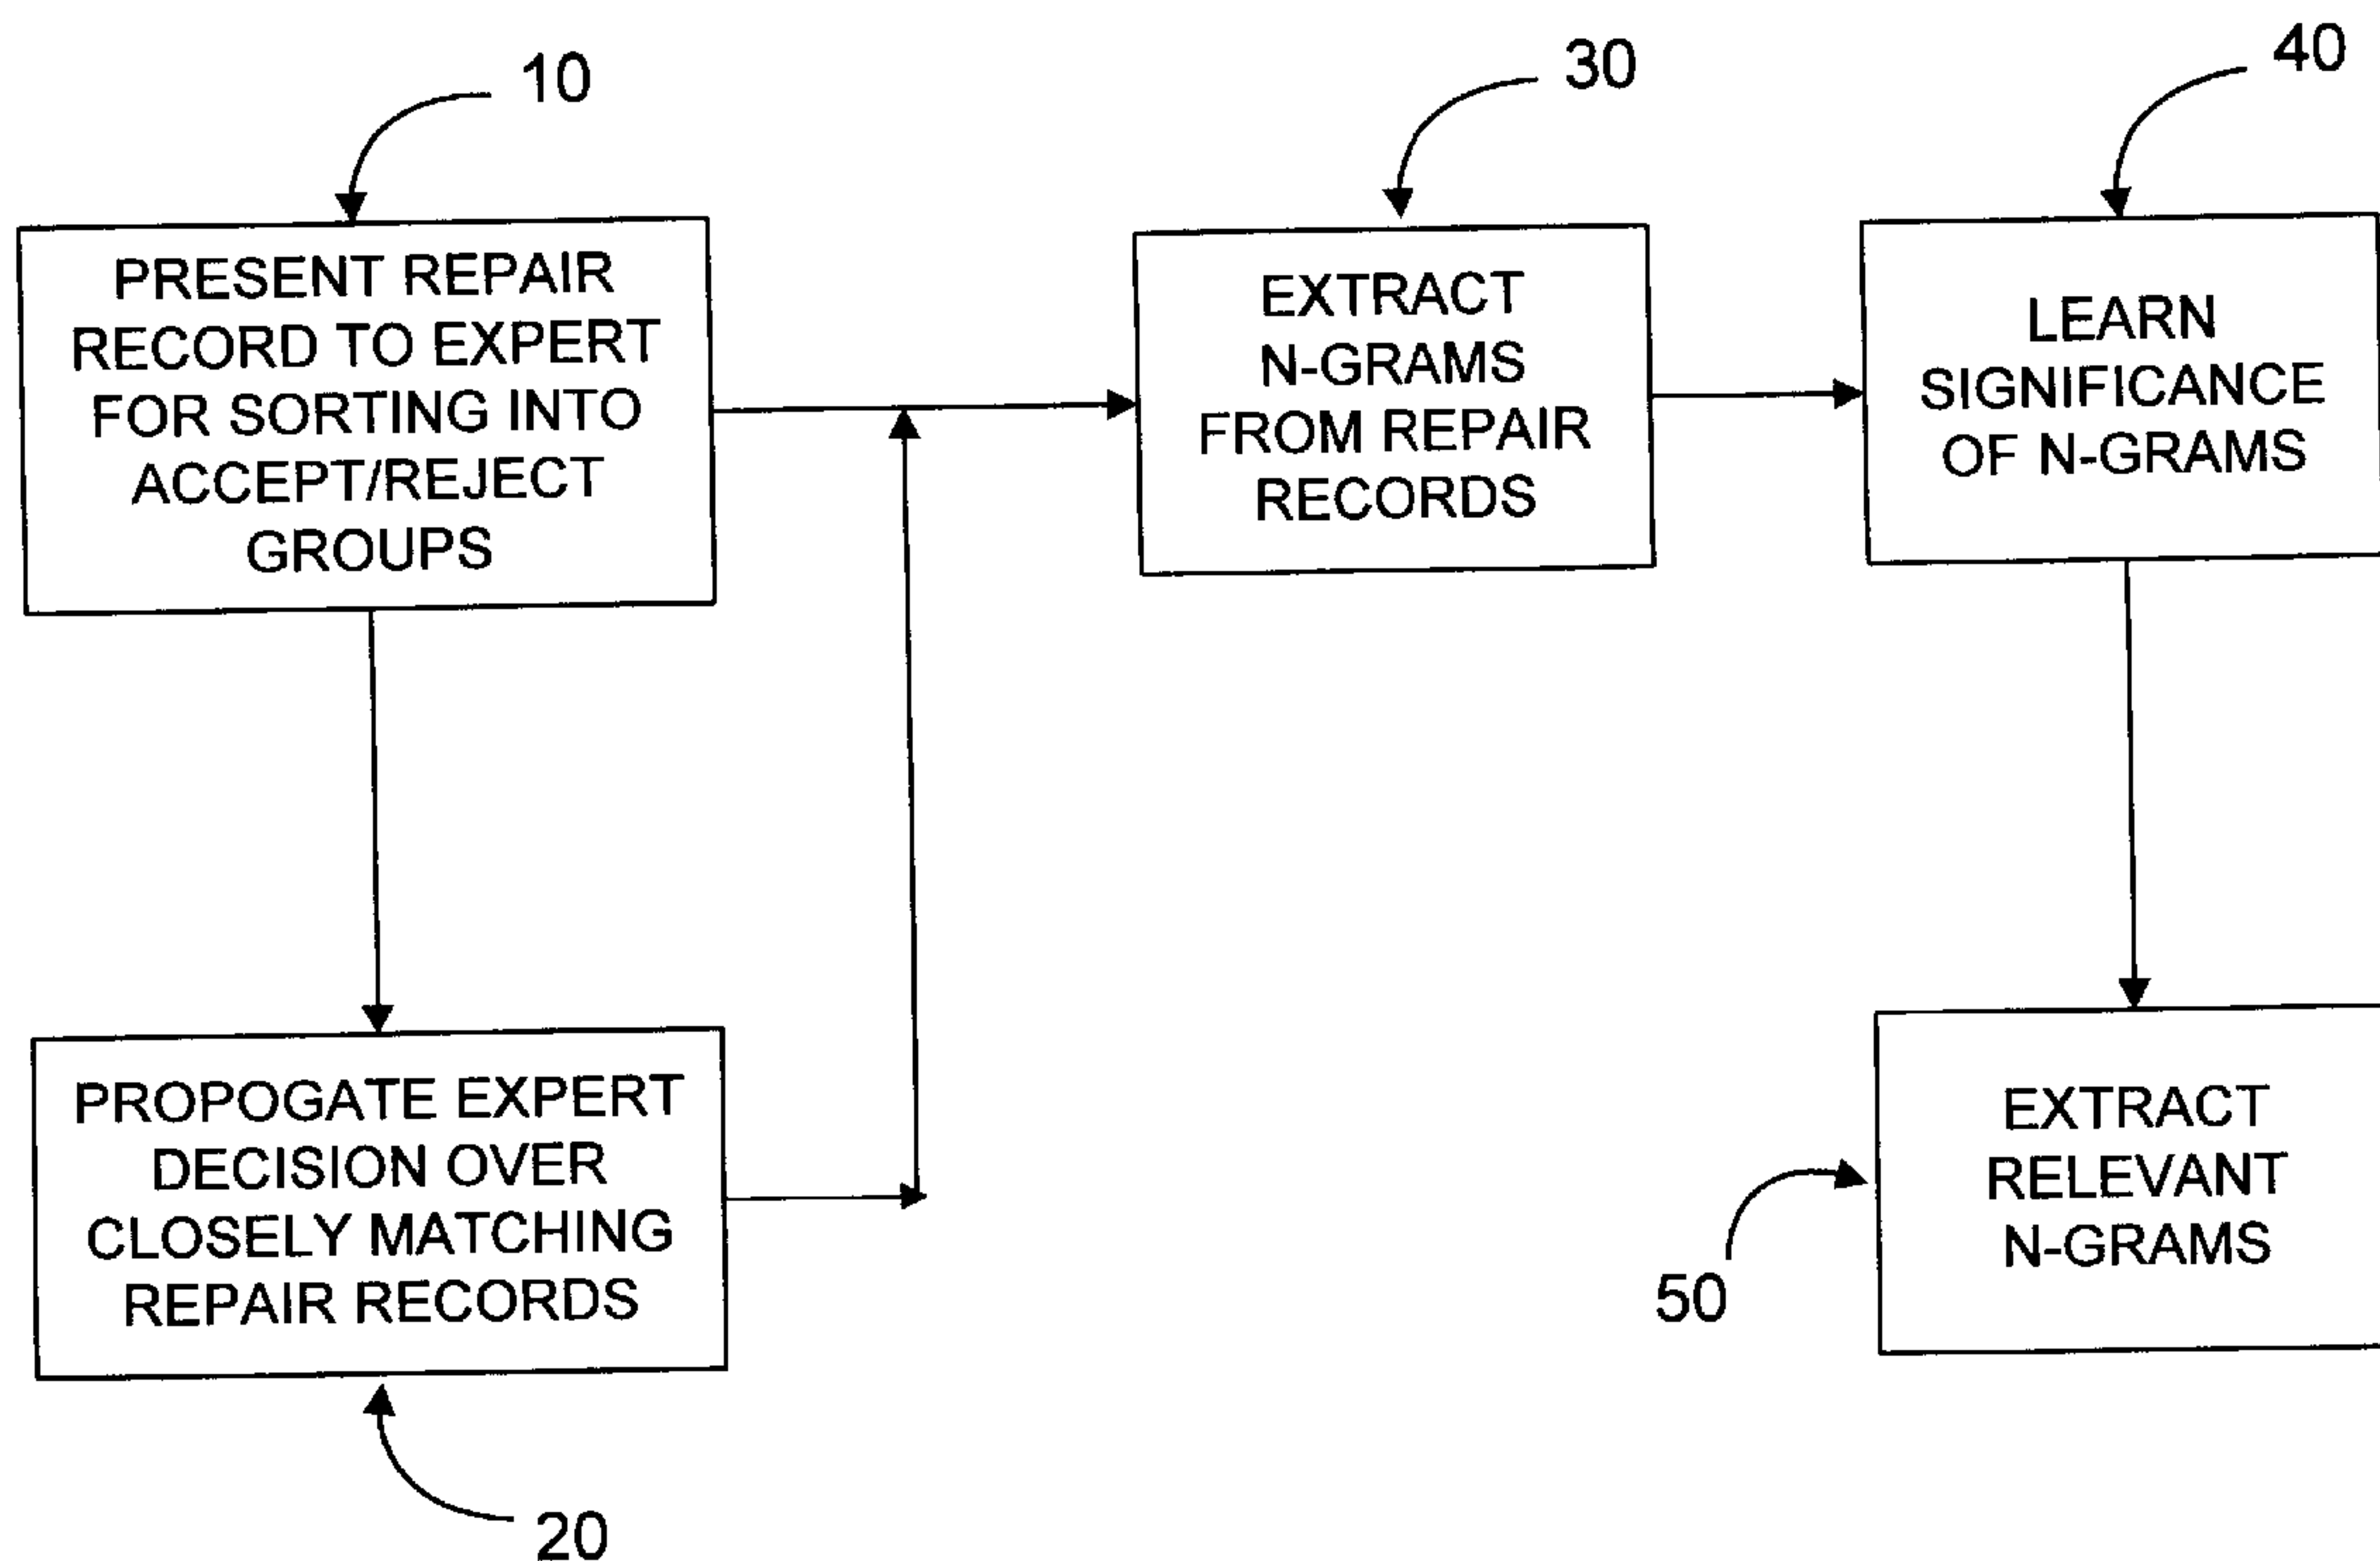 10
PRESENT REPAIR
RECORD TO EXPERT
FOR SORTING INTO
ACCEPT/REJECT
GROUPS
30
EXTRACT
N-GRAMS
FROM REPAIR
RECORDS
40
LEARN
SIGNIFICANCE
OF N-GRAMS
PROPOGATE EXPERT
DECISION OVER
CLOSELY MATCHING
REPAIR RECORDS
20
50
EXTRACT
RELEVANT
N-GRAMS